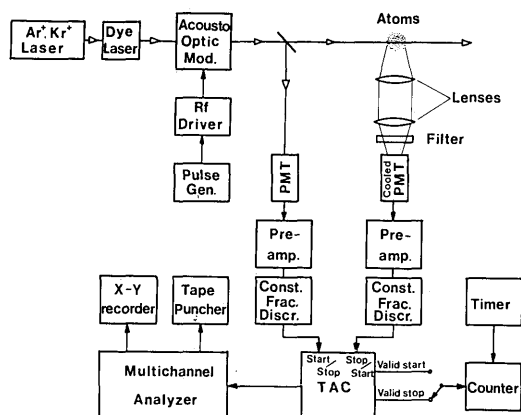 Ar⁺, Kr⁺
Laser
Dye
Laser
Acousto
Optic
Mod.
Atoms
Lenses
Filter
Rf
Driver
Pulse
Gen.
PMT
Cooled
PMT
Pre-
amp.
Pre-
amp.
Const.
Frac.
Discr.
Const.
Frac.
Discr.
X-Y
recorder
Tape
Puncher
Timer
Multichannel
Analyzer
Start
Stop
Stop
Start
TAC
Valid start
Valid stop
Counter